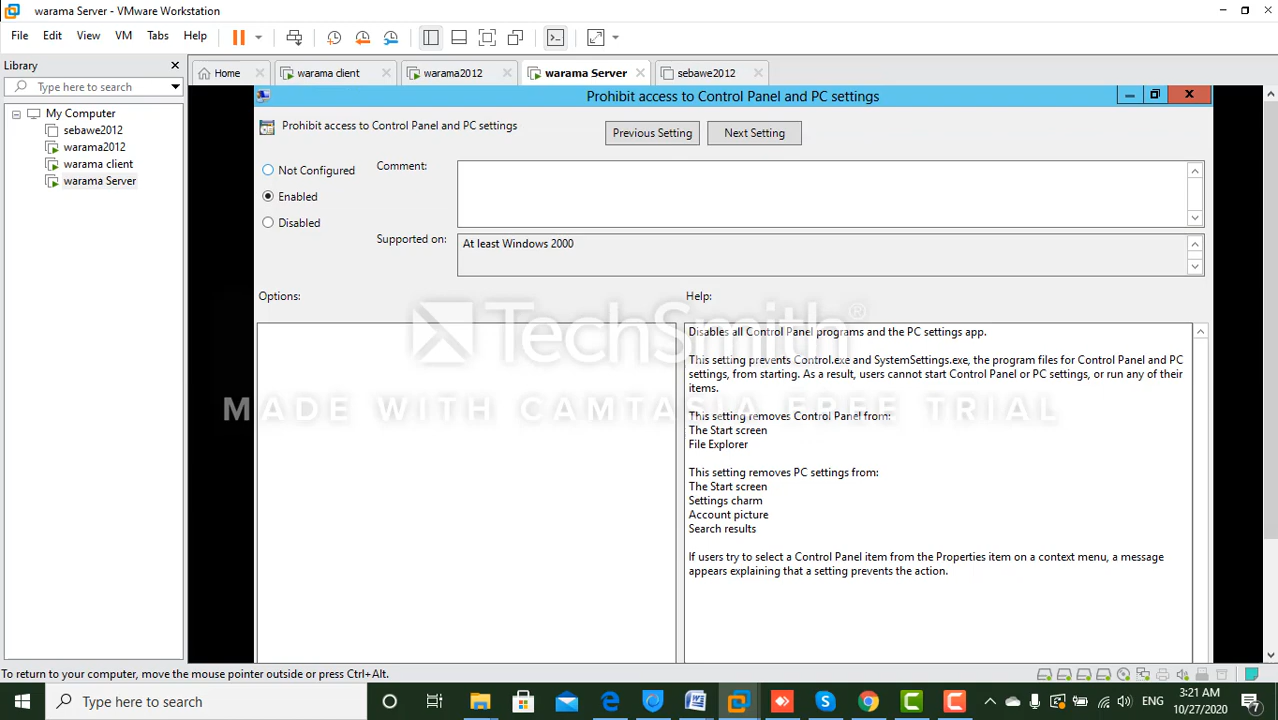 warama Server - VMware Workstation
File Edit View VM Tabs Help
Library
Type here to search
My Computer
sebawe2012
warama2012
warama client
warama Server
Home
warama client
warama2012
warama Server
sebawe2012
Prohibit access to Control Panel and PC settings
Prohibit access to Control Panel and PC settings
Previous Setting
Next Setting
Not Configured
Enabled
Disabled
Comment:
Supported on:
At least Windows 2000
Options:
Help:
TechSmith®
MADE WITH CAMTASIA FREE TRIAL
Disables all Control Panel programs and the PC settings app.
This setting prevents Control.exe and SystemSettings.exe, the program files for Control Panel and PC
settings, from starting. As a result, users cannot start Control Panel or PC settings, or run any of their
items.
This setting removes Control Panel from:
The Start screen
File Explorer
This setting removes PC settings from:
The Start screen
Settings charm
Account picture
Search results
If users try to select a Control Panel item from the Properties item on a context menu, a message
appears explaining that a setting prevents the action.
To return to your computer, move the mouse pointer outside or press Ctrl+Alt.
Type here to search
ENG
3:21 AM
10/27/2020
7